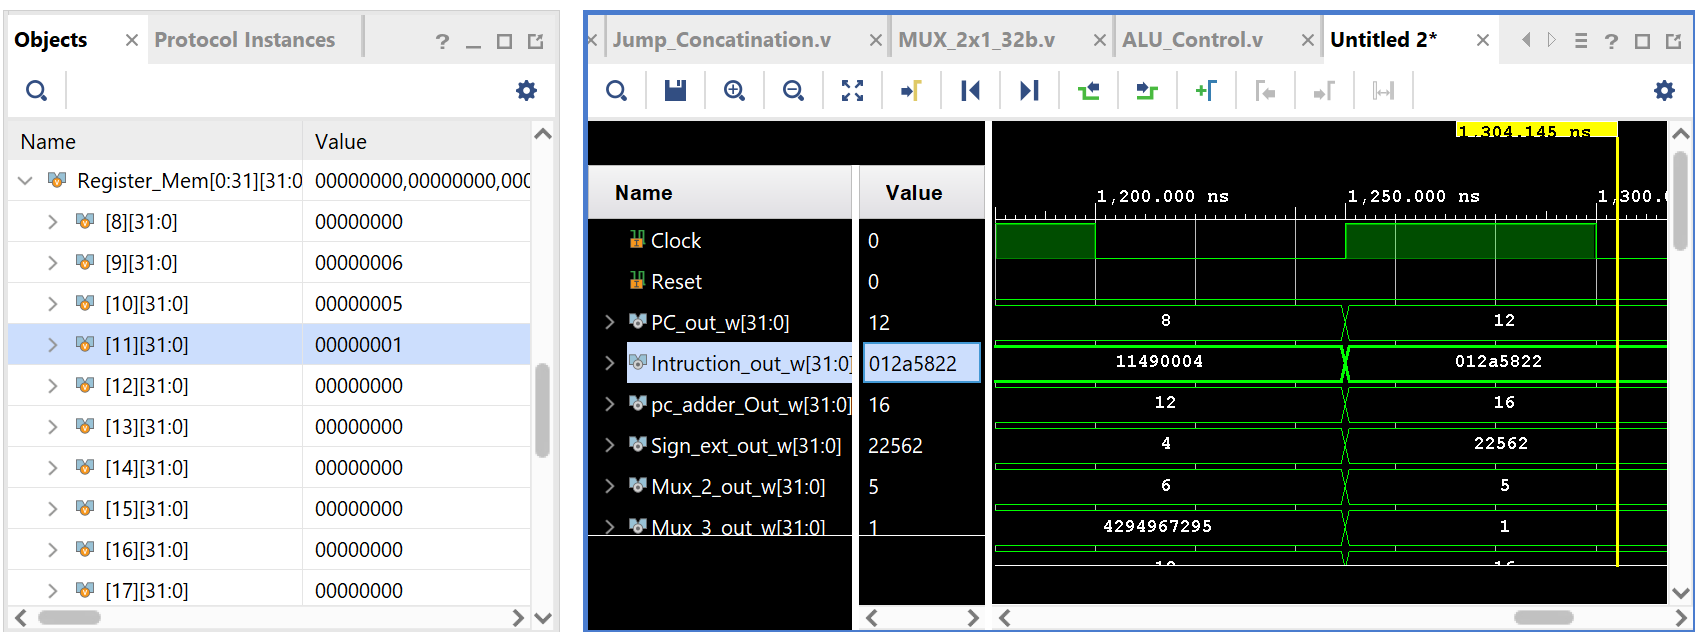 Objects × Protocol Instances ?
Name Value
Register_Mem[0:31][31:0 00000000,00000000,000
[8][31:0] 00000000
[9][31:0] 00000006
[10][31:0] 00000005
[11][31:0] 00000001
[12][31:0] 00000000
[13][31:0] 00000000
[14][31:0] 00000000
[15][31:0] 00000000
[16][31:0] 00000000
[17][31:0] 00000000
× Jump_Concatination.v × MUX_2x1_32b.v × ALU_Control.v × Untitled 2* × ?
Name Value
Clock 0
Reset 0
PC_out_w[31:0] 12
Intruction_out_w[31:0] 012a5822
pc_adder_Out_w[31:0] 16
Sign_ext_out_w[31:0] 22562
Mux_2_out_w[31:0] 5
Mux_3_out_w[31:0] 1
1,304.145 ns
1,200.000 ns 1,250.000 ns 1,300.0
8 12
11490004 012a5822
12 16
4 22562
6 5
4294967295 1